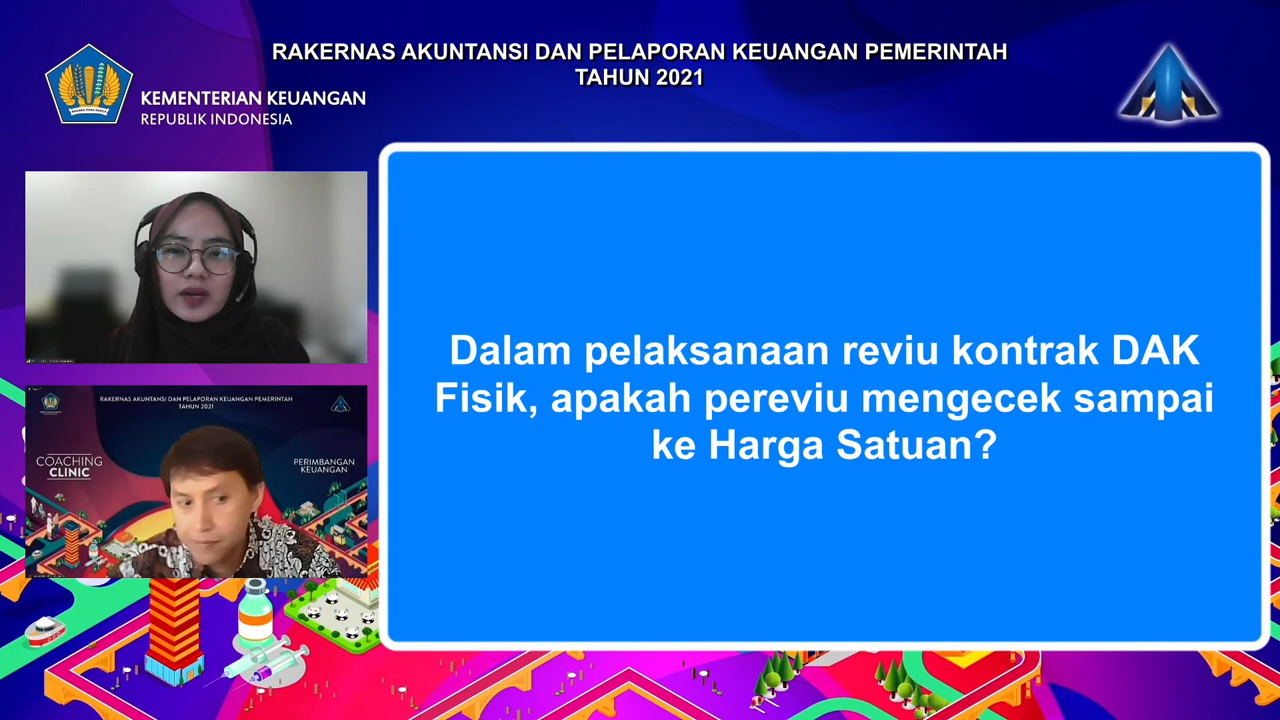 RAKERNAS AKUNTANSI DAN PELAPORAN KEUANGAN PEMERINTAH
TAHUN 2021
KEMENTERIAN KEUANGAN
REPUBLIK INDONESIA
RAKERNAS AKUNTANSI DAN PELAPORAN KEUANGAN PEMERINTAH
TAHUN 2021
COACHING
CLINIC
PERIMBANGAN
KEUANGAN
Dalam pelaksanaan reviu kontrak DAK
Fisik, apakah pereviu mengecek sampai
ke Harga Satuan?